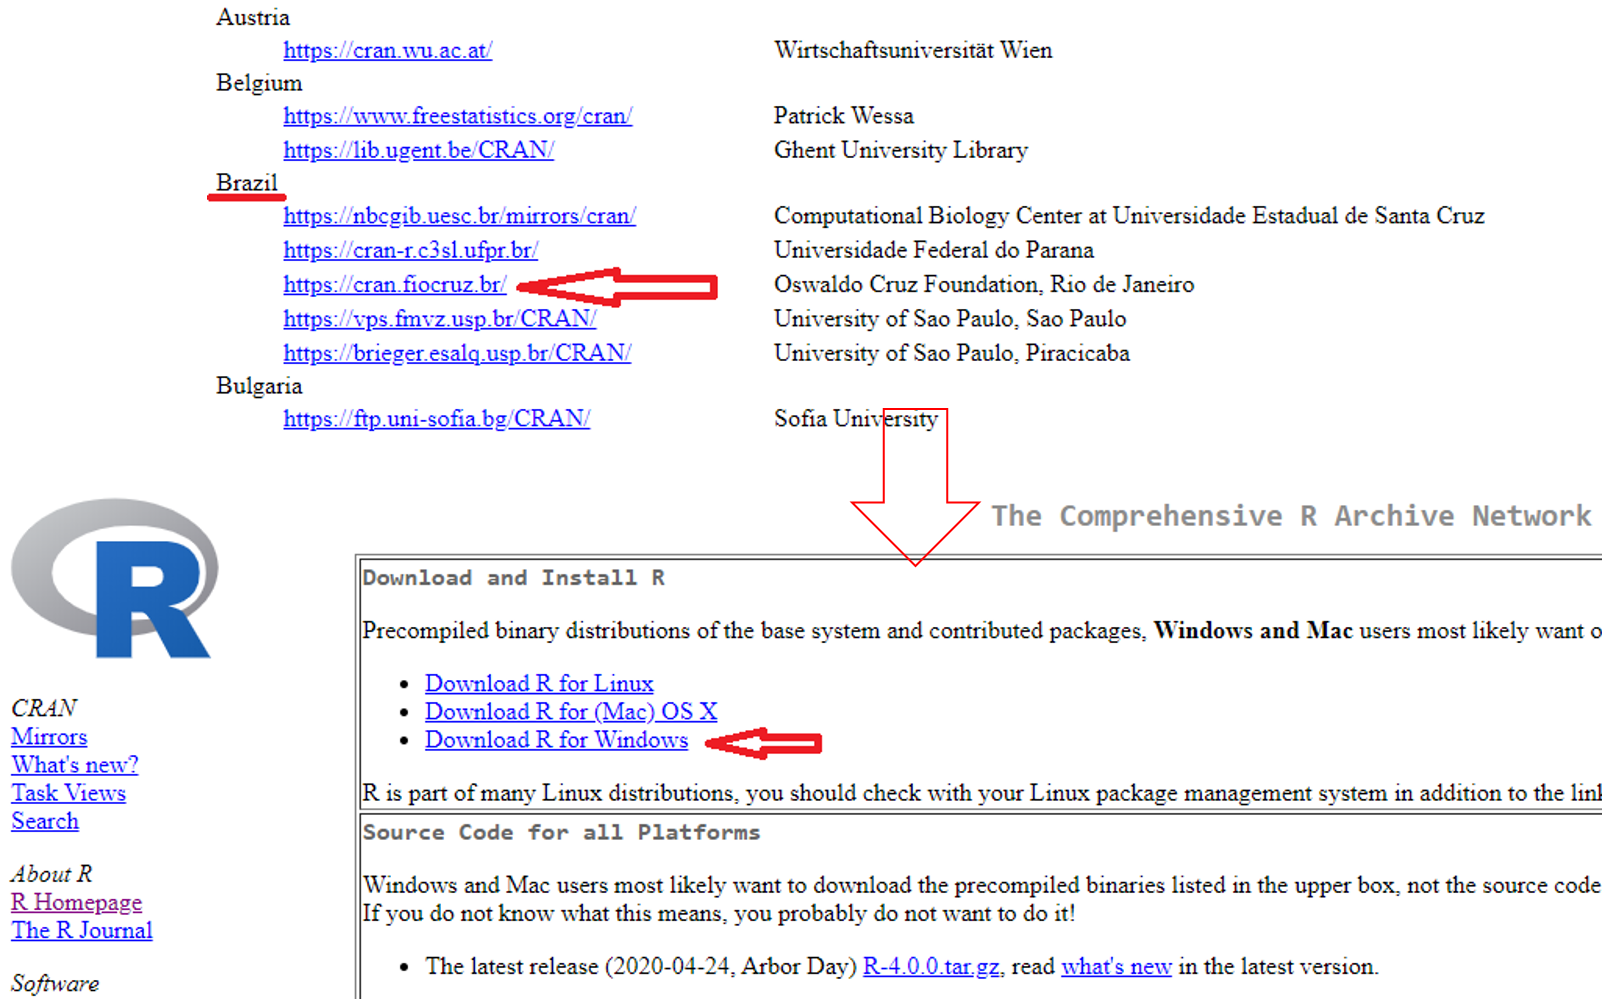 Austria
https://cran.wu.ac.at/ Wirtschaftsuniversität Wien
Belgium
https://www.freestatistics.org/cran/ Patrick Wessa
https://lib.ugent.be/CRAN/ Ghent University Library
Brazil
https://nbcgib.uesc.br/mirrors/cran/ Computational Biology Center at Universidade Estadual de Santa Cruz
https://cran-r.c3sl.ufpr.br/ Universidade Federal do Parana
https://cran.fiocruz.br/ Oswaldo Cruz Foundation, Rio de Janeiro
https://vps.fmvz.usp.br/CRAN/ University of Sao Paulo, Sao Paulo
https://brieger.esalq.usp.br/CRAN/ University of Sao Paulo, Piracicaba
Bulgaria
https://ftp.uni-sofia.bg/CRAN/ Sofia University
The Comprehensive R Archive Network
R
CRAN
Mirrors
What's new?
Task Views
Search
About R
R Homepage
The R Journal
Software
Download and Install R
Precompiled binary distributions of the base system and contributed packages, Windows and Mac users most likely want
• Download R for Linux
• Download R for (Mac) OS X
• Download R for Windows
R is part of many Linux distributions, you should check with your Linux package management system in addition to the
Source Code for all Platforms
Windows and Mac users most likely want to download the precompiled binaries listed in the upper box, not the source code
If you do not know what this means, you probably do not want to do it!
• The latest release (2020-04-24, Arbor Day) R-4.0.0.tar.gz, read what's new in the latest version.